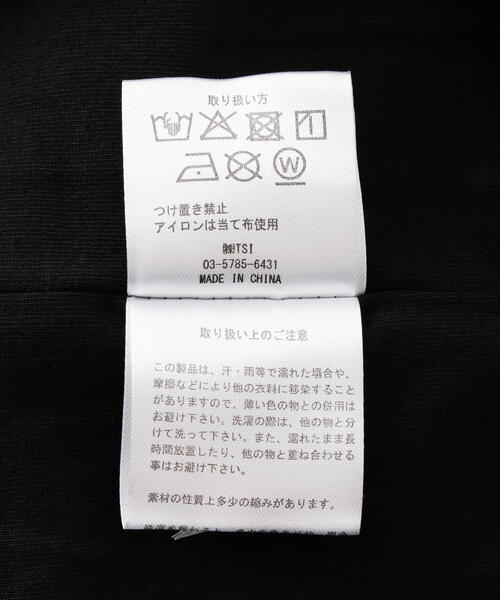 取り扱い方
W
つけ置き禁止
アイロンは当て布使用
㈱TSI
03-5785-6431
MADE IN CHINA
取り扱い上のご注意
この製品は、汗・雨等で濡れた場合や、
摩擦などにより他の衣料に移染すること
がありますので、薄い色の物との併用は
お避け下さい。洗濯の際は、他の物と分
けて洗って下さい。また、濡れたまま長
時間放置したり、他の物と重ね合わせる
事はお避け下さい。
素材の性質上多少の縮みがあります。